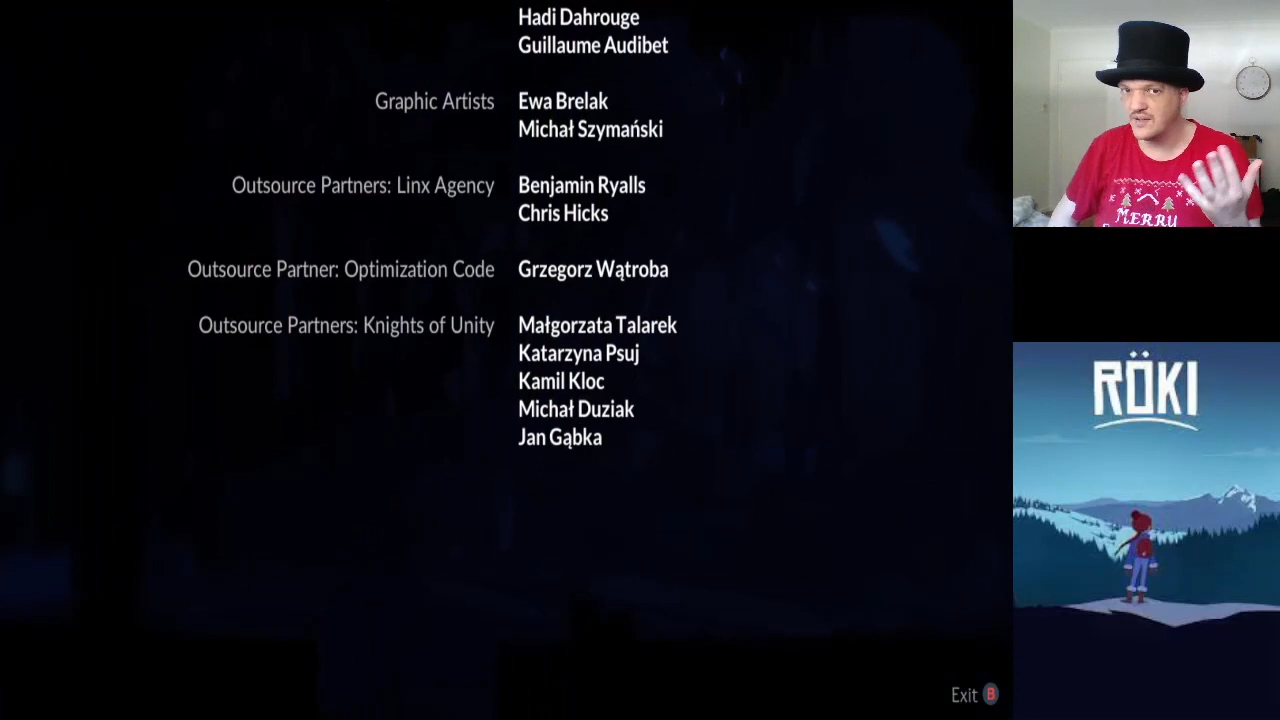 Hadi Dahrouge
Guillaume Audibet
Graphic Artists Ewa Brelak
Michał Szymański
Outsource Partners: Linx Agency Benjamin Ryalls
Chris Hicks
Outsource Partner: Optimization Code Grzegorz Wątroba
Outsource Partners: Knights of Unity Małgorzata Talarek
Katarzyna Psuj
Kamil Kloc
Michał Duziak
Jan Gąbka
Exit B
MERRY
RÖKI